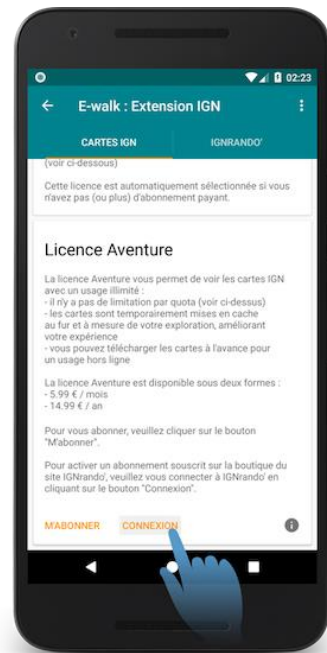 02:23
E-walk : Extension IGN
CARTES IGN
IGNRANDO'
(voir ci-dessous)
Cette licence est automatiquement sélectionnée si vous
n'avez pas (ou plus) d'abonnement payant.
Licence Aventure
La licence Aventure vous permet de voir les cartes IGN
avec un usage illimité :
- il n'y a pas de limitation par quota (voir ci-dessus)
- les cartes sont temporairement mises en cache
au fur et à mesure de votre exploration, améliorant
votre expérience
- vous pouvez télécharger les cartes à l'avance pour
un usage hors ligne
La licence Aventure est disponible sous deux formes :
- 5.99 € / mois
- 14.99 € / an
Pour vous abonner, veuillez cliquer sur le bouton
"M'abonner".
Pour activer un abonnement souscrit sur la boutique du
site IGNrando', veuillez vous connecter à IGNrando' en
cliquant sur le bouton "Connexion".
M'ABONNER
CONNEXION